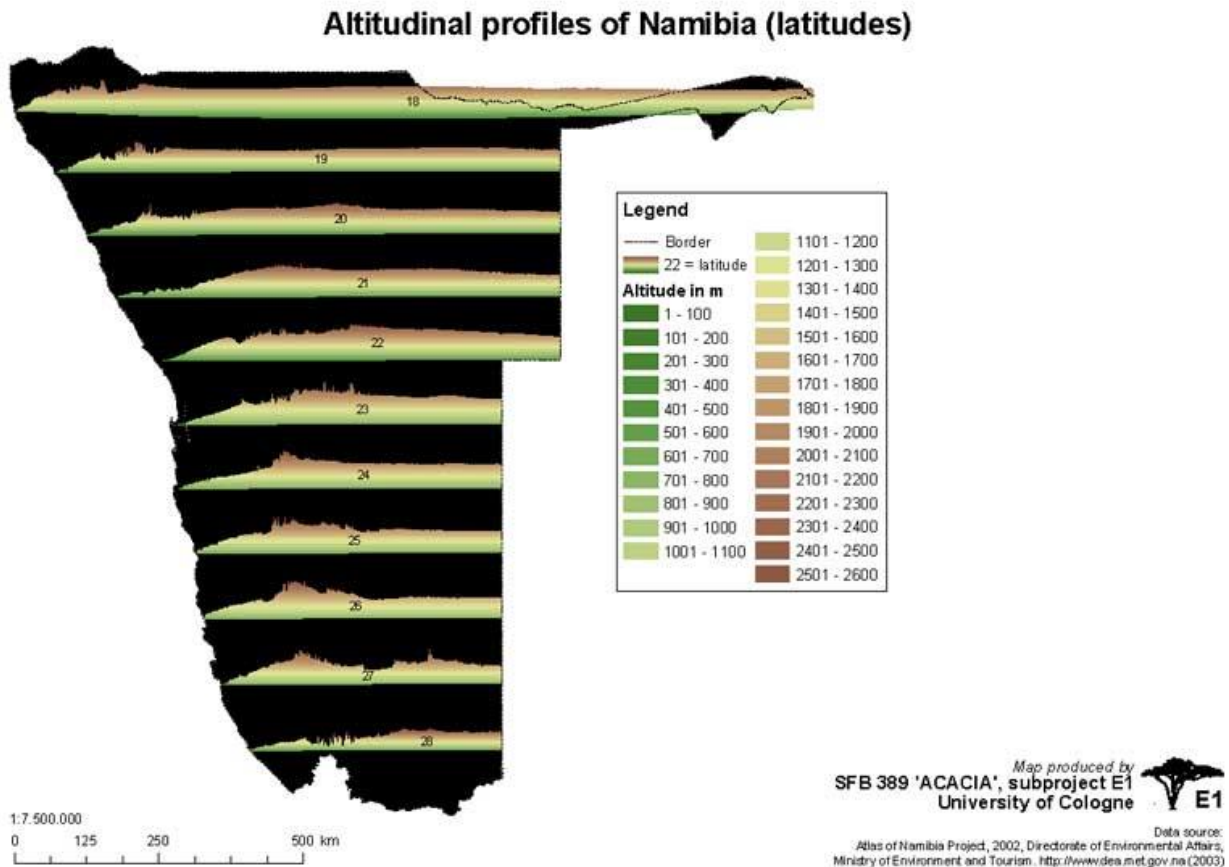 Altitudinal profiles of Namibia (latitudes)
18
19
20
21
22
23
24
25
26
27
28
Legend
Border
22 = latitude
Altitude in m
1 - 100
101 - 200
201 - 300
301 - 400
401 - 500
501 - 600
601 - 700
701 - 800
801 - 900
901 - 1000
1001 - 1100
1101 - 1200
1201 - 1300
1301 - 1400
1401 - 1500
1501 - 1600
1601 - 1700
1701 - 1800
1801 - 1900
1901 - 2000
2001 - 2100
2101 - 2200
2201 - 2300
2301 - 2400
2401 - 2500
2501 - 2600
Map produced by
SFB 389 'ACACIA', subproject E1
University of Cologne
E1
Data source:
Atlas of Namibia Project, 2002, Directorate of Environmental Affairs,
Ministry of Environment and Tourism. http://www.dea.met.gov.na (2003)
1:7.500.000
0 125 250 500 km